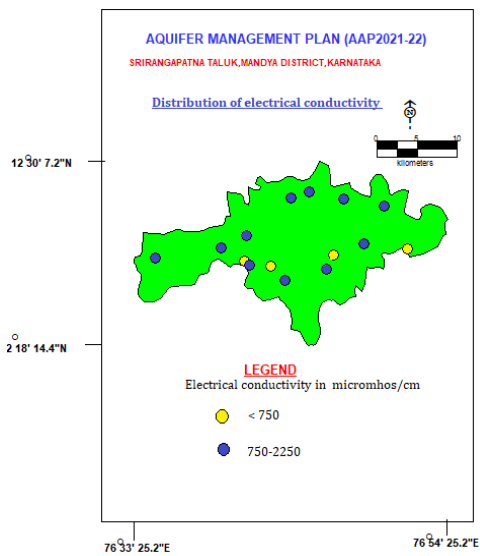 AQUIFER MANAGEMENT PLAN (AAP2021-22)
SRIRANGAPATNA TALUK,MANDYA DISTRICT,KARNATAKA
Distribution of electrical conductivity
N
0 5 10
kilometers
12 30' 7.2"N
2 18' 14.4"N
LEGEND
Electrical conductivity in micromhos/cm
< 750
750-2250
76 33' 25.2"E
76 54' 25.2"E